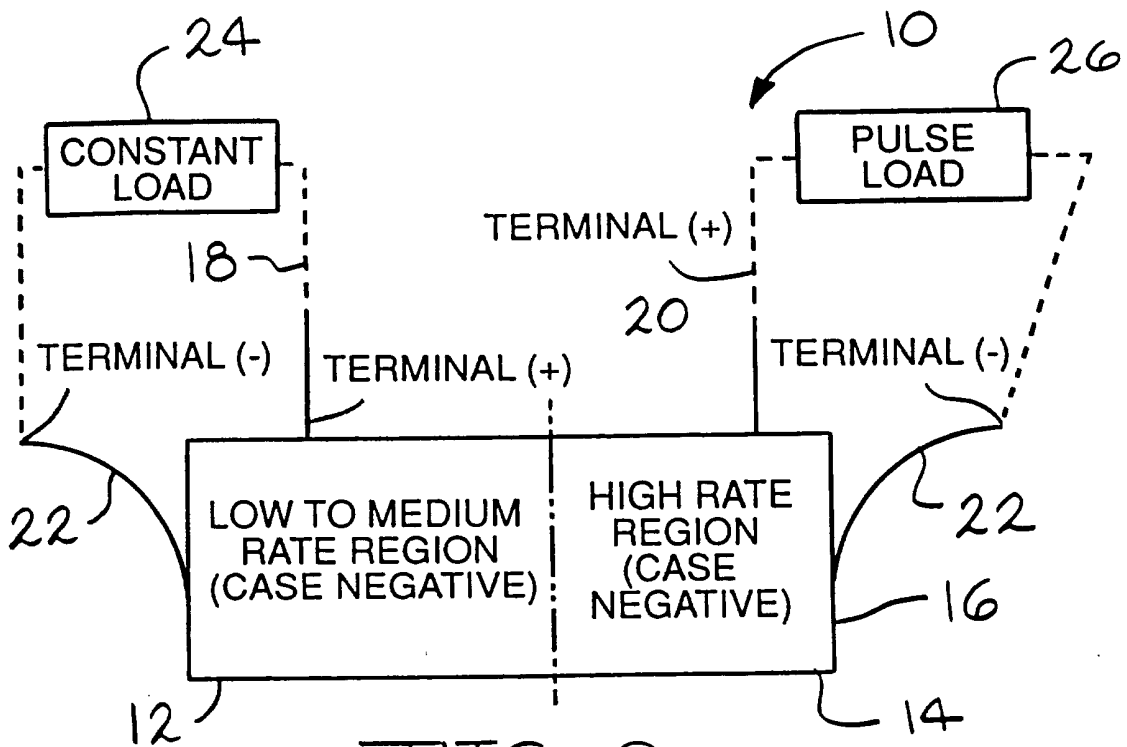 24
10
26
CONSTANT
LOAD
PULSE
LOAD
TERMINAL (+)
18
20
TERMINAL (-)
TERMINAL (+)
TERMINAL (-)
22
LOW TO MEDIUM
RATE REGION
(CASE NEGATIVE)
HIGH RATE
REGION
(CASE
NEGATIVE)
22
16
12
14